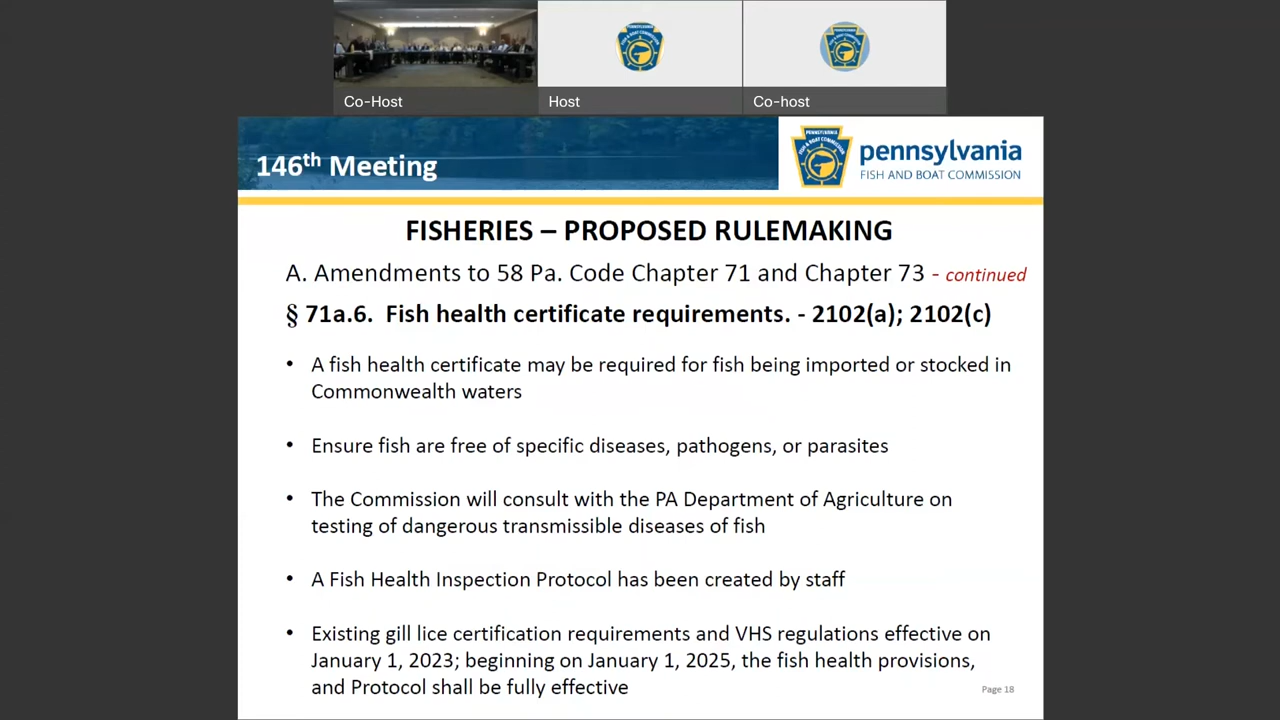 Co-Host
Host
Co-host
146th Meeting
pennsylvania
FISH AND BOAT COMMISSION
FISHERIES – PROPOSED RULEMAKING
A. Amendments to 58 Pa. Code Chapter 71 and Chapter 73 - continued
§ 71a.6. Fish health certificate requirements. - 2102(a); 2102(c)
• A fish health certificate may be required for fish being imported or stocked in
Commonwealth waters
• Ensure fish are free of specific diseases, pathogens, or parasites
• The Commission will consult with the PA Department of Agriculture on
testing of dangerous transmissible diseases of fish
• A Fish Health Inspection Protocol has been created by staff
• Existing gill lice certification requirements and VHS regulations effective on
January 1, 2023; beginning on January 1, 2025, the fish health provisions,
and Protocol shall be fully effective
Page 18